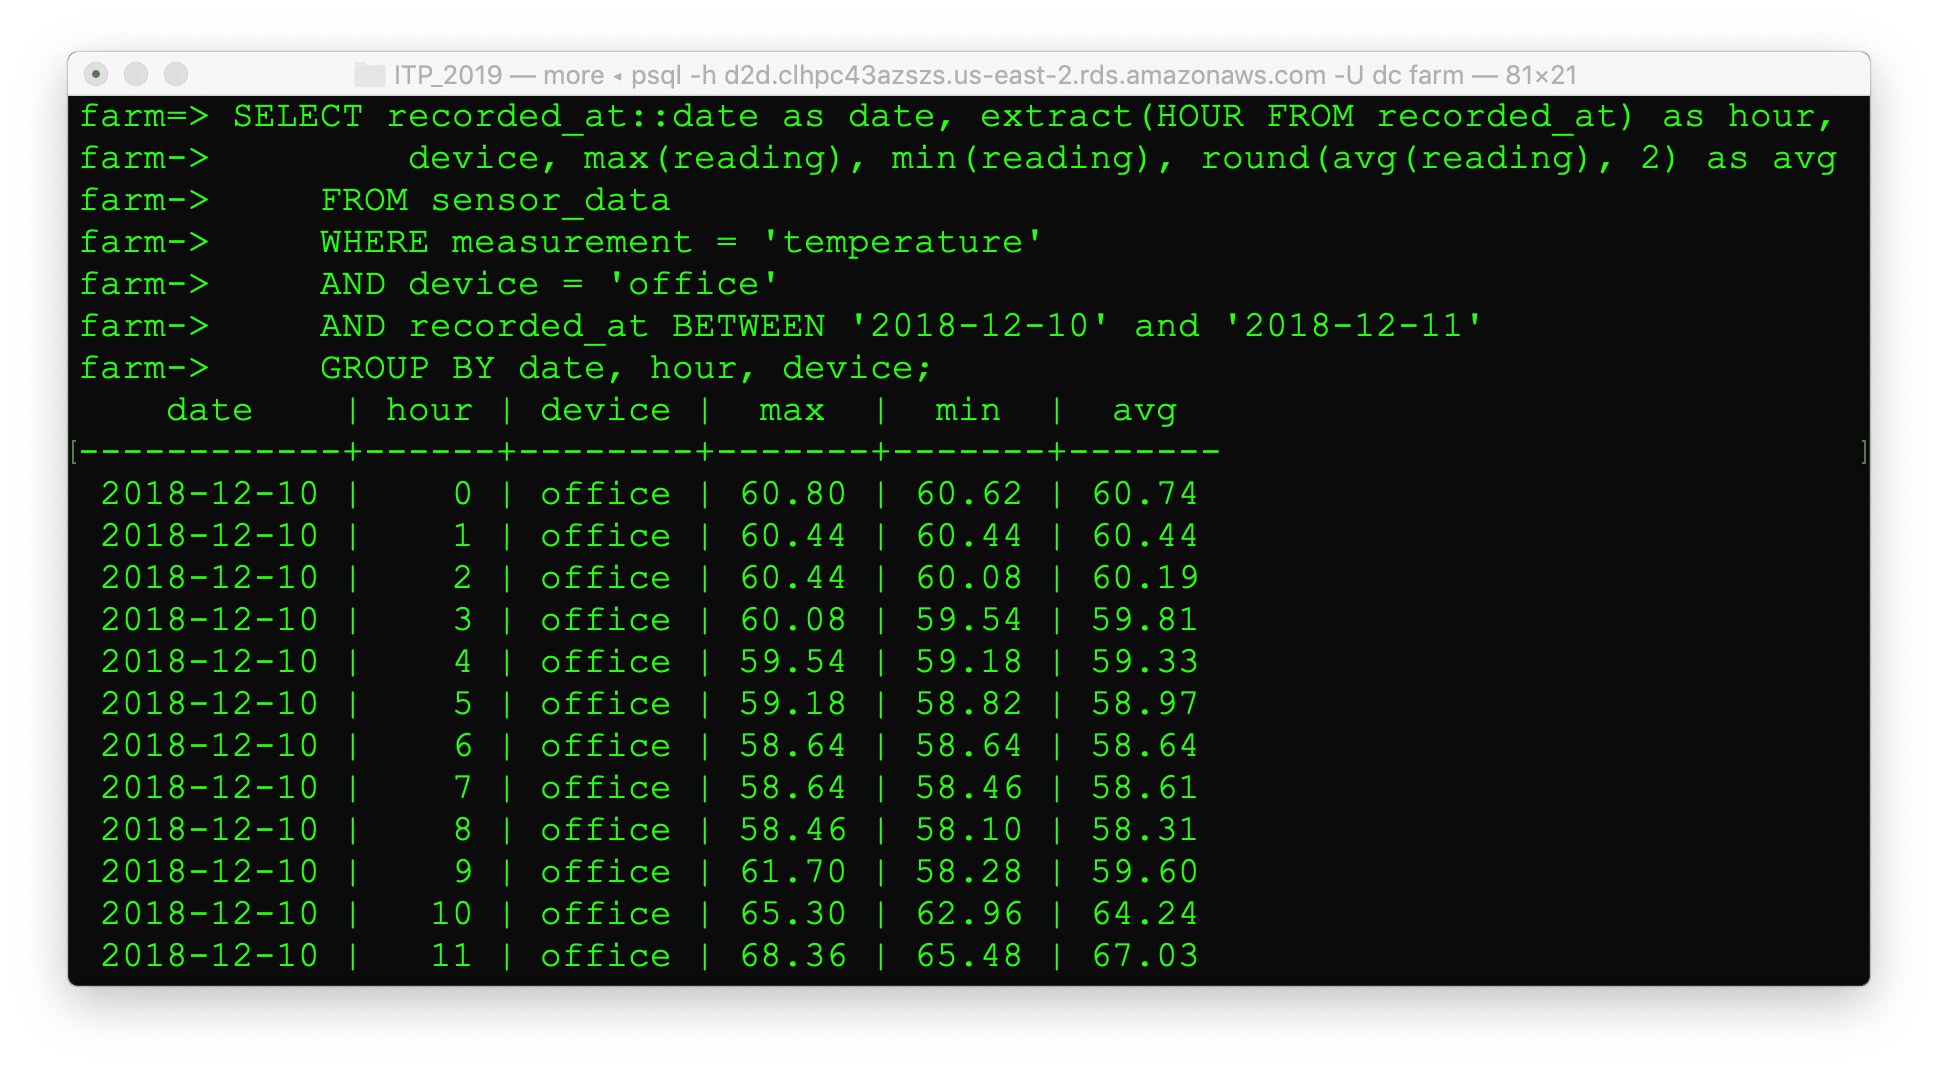 ITP_2019 — more ◂ psql -h d2d.clhpc43azszs.us-east-2.rds.amazonaws.com -U dc farm — 81×21
farm=> SELECT recorded_at::date as date, extract(HOUR FROM recorded_at) as hour,
farm->         device, max(reading), min(reading), round(avg(reading), 2) as avg
farm->     FROM sensor_data
farm->     WHERE measurement = 'temperature'
farm->     AND device = 'office'
farm->     AND recorded_at BETWEEN '2018-12-10' and '2018-12-11'
farm->     GROUP BY date, hour, device;
    date    | hour | device |  max  |  min  |  avg
[------------+------+--------+-------+-------+-------]
 2018-12-10 |    0 | office | 60.80 | 60.62 | 60.74
 2018-12-10 |    1 | office | 60.44 | 60.44 | 60.44
 2018-12-10 |    2 | office | 60.44 | 60.08 | 60.19
 2018-12-10 |    3 | office | 60.08 | 59.54 | 59.81
 2018-12-10 |    4 | office | 59.54 | 59.18 | 59.33
 2018-12-10 |    5 | office | 59.18 | 58.82 | 58.97
 2018-12-10 |    6 | office | 58.64 | 58.64 | 58.64
 2018-12-10 |    7 | office | 58.64 | 58.46 | 58.61
 2018-12-10 |    8 | office | 58.46 | 58.10 | 58.31
 2018-12-10 |    9 | office | 61.70 | 58.28 | 59.60
 2018-12-10 |   10 | office | 65.30 | 62.96 | 64.24
 2018-12-10 |   11 | office | 68.36 | 65.48 | 67.03